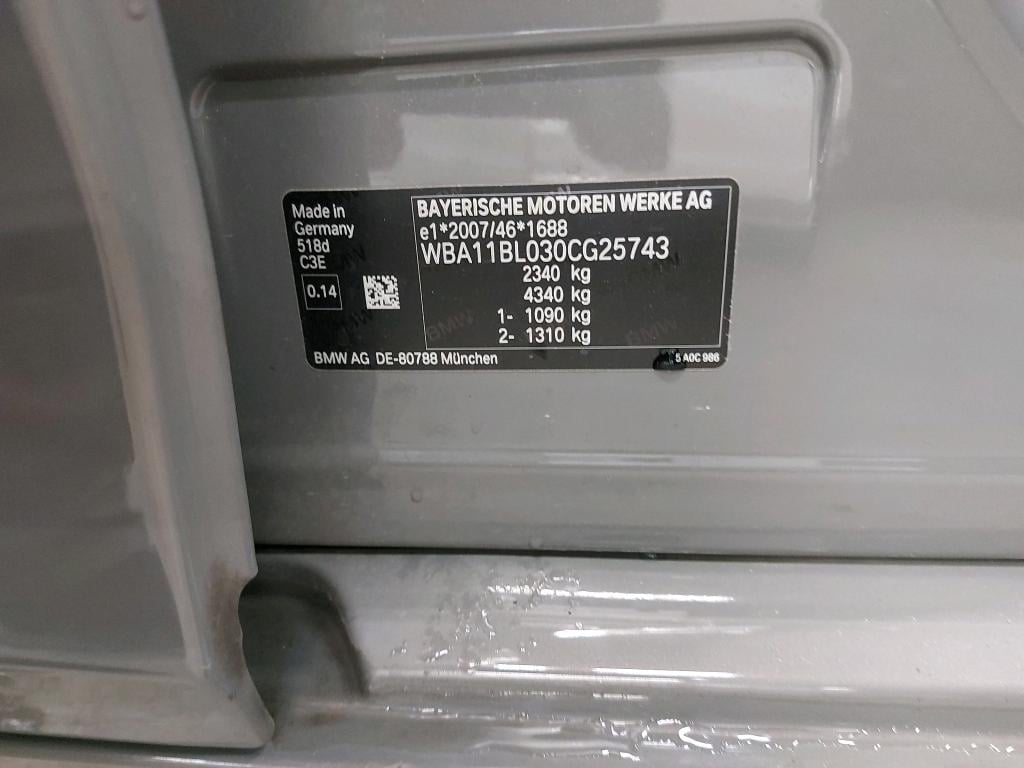 Made in
Germany
518d
C3E
0.14
BAYERISCHE MOTOREN WERKE AG
e1*2007/46*1688
WBA11BL030CG25743
2340 kg
4340 kg
1- 1090 kg
2- 1310 kg
BMW AG DE-80788 München
5 A0C 986